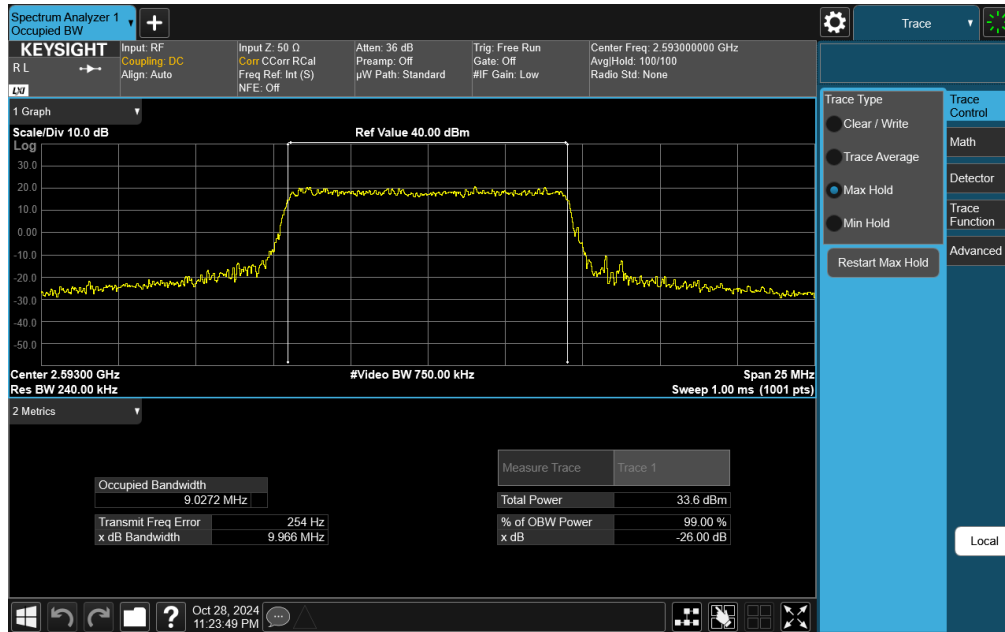 Spectrum Analyzer 1
Occupied BW
Trace
KEYSIGHT
R L
LXI
Input: RF
Coupling: DC
Align: Auto
Input Z: 50 Ω
Corr CCorr RCal
Freq Ref: Int (S)
NFE: Off
Atten: 36 dB
Preamp: Off
µW Path: Standard
Trig: Free Run
Gate: Off
#IF Gain: Low
Center Freq: 2.593000000 GHz
Avg|Hold: 100/100
Radio Std: None
1 Graph
Scale/Div 10.0 dB
Ref Value 40.00 dBm
Log
30.0
20.0
10.0
0.00
-10.0
-20.0
-30.0
-40.0
-50.0
Center 2.59300 GHz
#Video BW 750.00 kHz
Span 25 MHz
Res BW 240.00 kHz
Sweep 1.00 ms (1001 pts)
2 Metrics
Measure Trace
Trace 1
Occupied Bandwidth
9.0272 MHz
Total Power
33.6 dBm
Transmit Freq Error
254 Hz
% of OBW Power
99.00 %
x dB Bandwidth
9.966 MHz
x dB
-26.00 dB
Trace Type
Clear / Write
Trace Average
Max Hold
Min Hold
Restart Max Hold
Trace
Control
Math
Detector
Trace
Function
Advanced
Local
Oct 28, 2024
11:23:49 PM